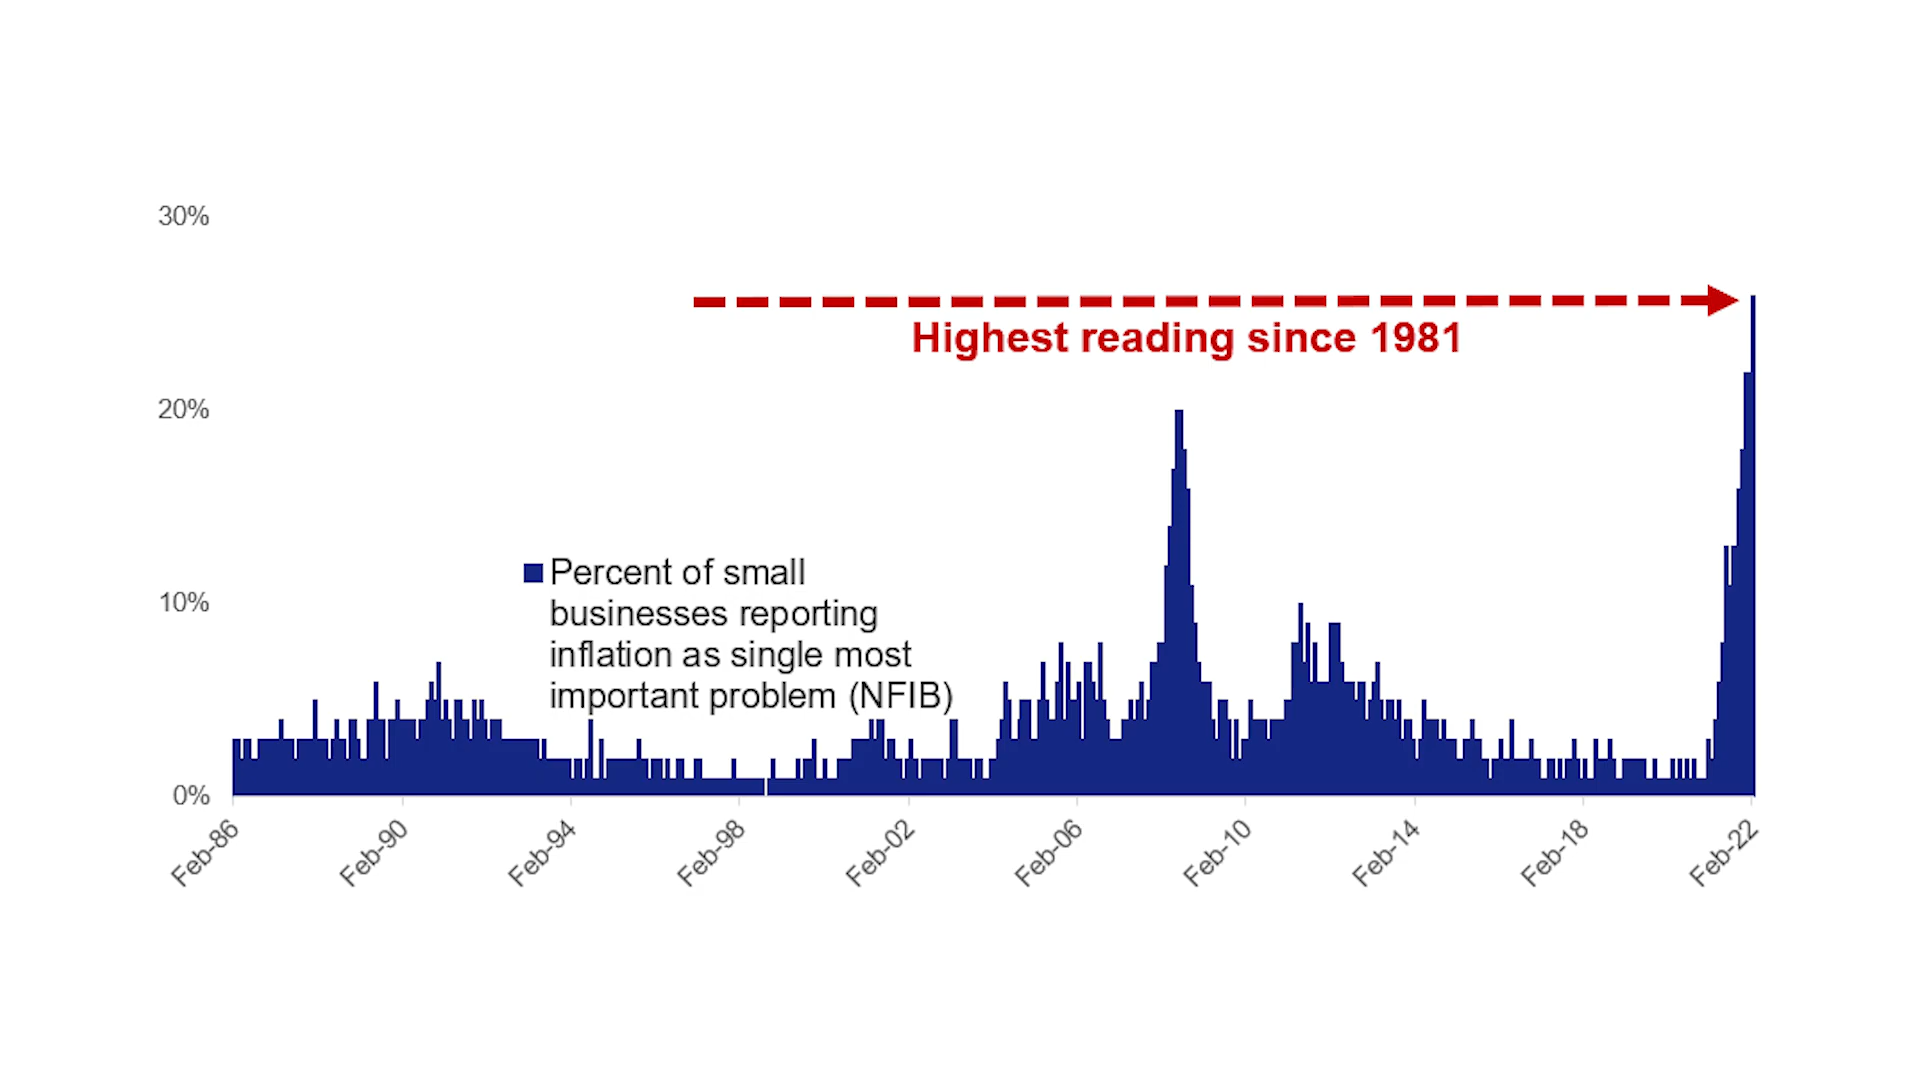 30%
Highest reading since 1981
20%
Percent of small
businesses reporting
inflation as single most
important problem (NFIB)
10%
0%
Feb-86
Feb-90
Feb-94
Feb-98
Feb-02
Feb-06
Feb-10
Feb-14
Feb-18
Feb-22